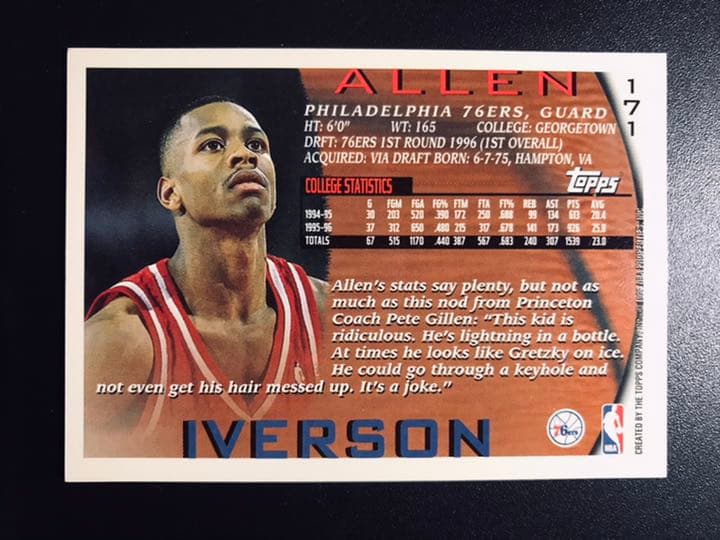 ALLEN
171
PHILADELPHIA 76ERS, GUARD
HT: 6'0" WT: 165 COLLEGE: GEORGETOWN
DRFT: 76ERS 1ST ROUND 1996 (1ST OVERALL)
ACQUIRED: VIA DRAFT BORN: 6-7-75, HAMPTON, VA
COLLEGE STATISTICS
topps
G FGM FGA FG% FTM FTA FT% REB AST PTS AVG
1994-95 30 203 520 .390 172 250 .688 99 134 613 20.4
1995-96 37 312 650 .480 215 317 .678 141 173 926 25.0
TOTALS 67 515 1170 .440 387 567 .683 240 307 1539 23.0
Allen's stats say plenty, but not as
much as this nod from Princeton
Coach Pete Gillen: "This kid is
ridiculous. He's lightning in a bottle.
At times he looks like Gretzky on ice.
He could go through a keyhole and
not even get his hair messed up. It's a joke."
IVERSON
76ers
NBA
CREATED BY THE TOPPS COMPANY, INC. NBA PROPERTIES, INC.